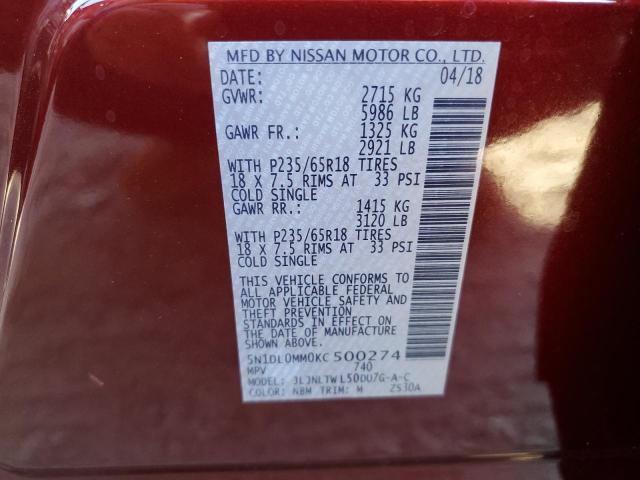 MFD BY NISSAN MOTOR CO., LTD.
DATE: 04/18
GVWR: 2715 KG
5986 LB
GAWR FR.: 1325 KG
2921 LB
WITH P235/65R18 TIRES
18 X 7.5 RIMS AT 33 PSI
COLD SINGLE
GAWR RR.: 1415 KG
3120 LB
WITH P235/65R18 TIRES
18 X 7.5 RIMS AT 33 PSI
COLD SINGLE
THIS VEHICLE CONFORMS TO
ALL APPLICABLE FEDERAL
MOTOR VEHICLE SAFETY AND
THEFT PREVENTION
STANDARDS IN EFFECT ON THE
DATE OF MANUFACTURE
SHOWN ABOVE.
5N1DL0MM0KC500274
MPV 740
MODEL: JLJNLTWL50DU7G-A-C
COLOR: NBM TRIM: M ZS30A